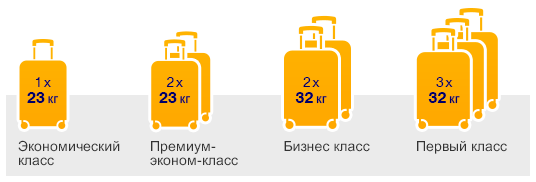 1 x
23 кг
2 x
23 кг
2 x
32 кг
3 x
32 кг
Экономический
класс
Премиум-
эконом-класс
Бизнес класс
Первый класс